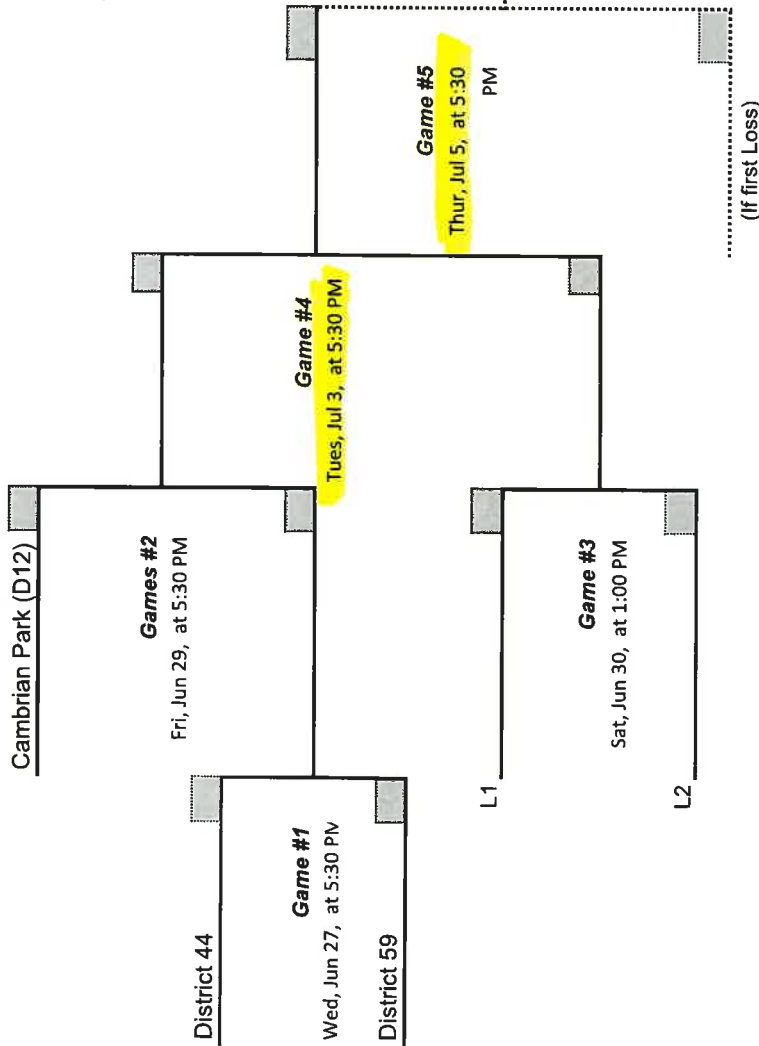 Cambrian Park (D12)
Games #2
Fri, Jun 29, at 5:30 PM
District 44
Game #1
Wed, Jun 27, at 5:30 PM
District 59
Game #4
Tues, Jul 3, at 5:30 PM
Game #5
Thur, Jul 5, at 5:30
PM
L1
Game #3
Sat, Jun 30, at 1:00 PM
L2
(If first Loss)